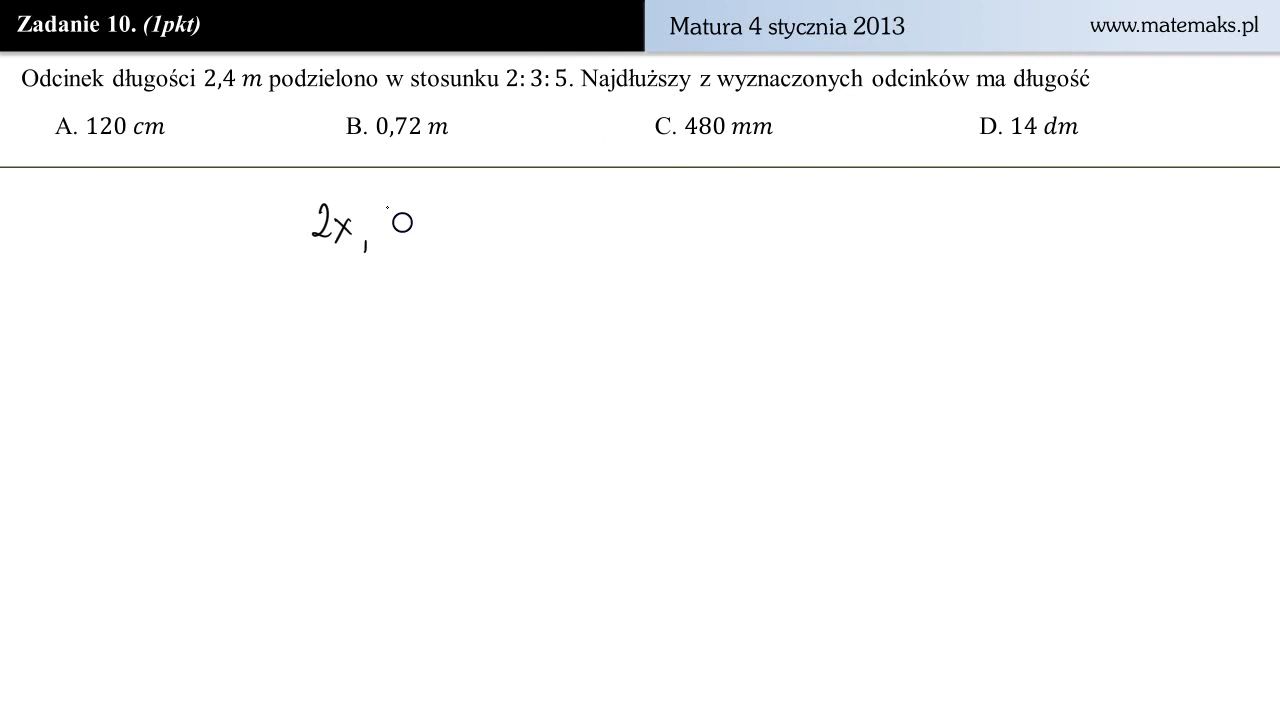 Zadanie 10. (1pkt)
Matura 4 stycznia 2013
www.matemaks.pl
Odcinek długości 2,4 m podzielono w stosunku 2: 3: 5. Najdłuższy z wyznaczonych odcinków ma długość
A. 120 cm B. 0,72 m C. 480 mm D. 14 dm
2x,